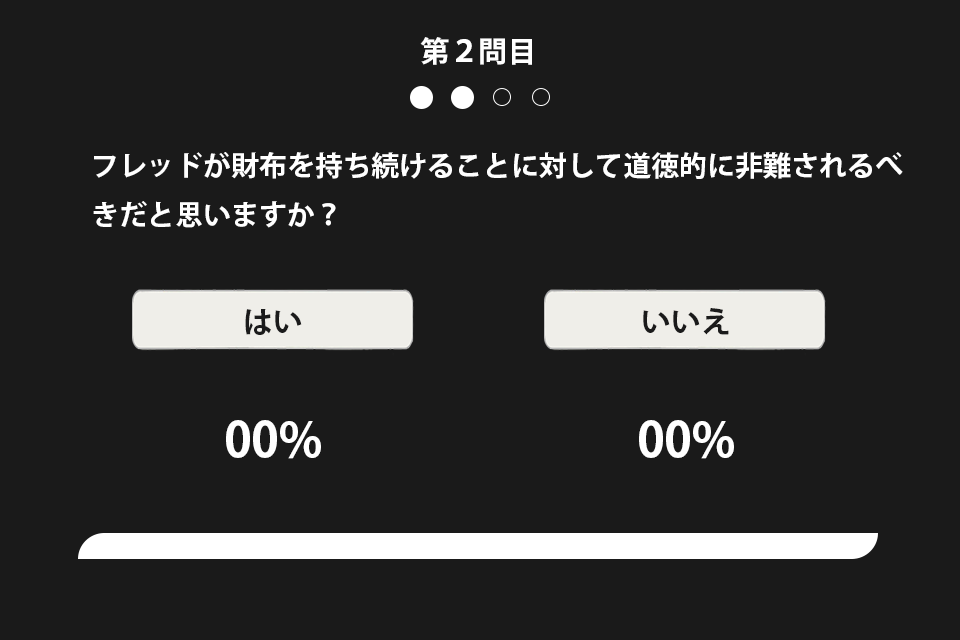 第２問目
フレッドが財布を持ち続けることに対して道徳的に非難されるべ
きだと思いますか？
はい
いいえ
00%
00%